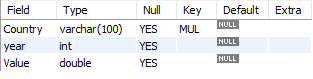 Field Type Null Key Default Extra
Country varchar(100) YES MUL NULL
year int YES NULL
Value double YES NULL